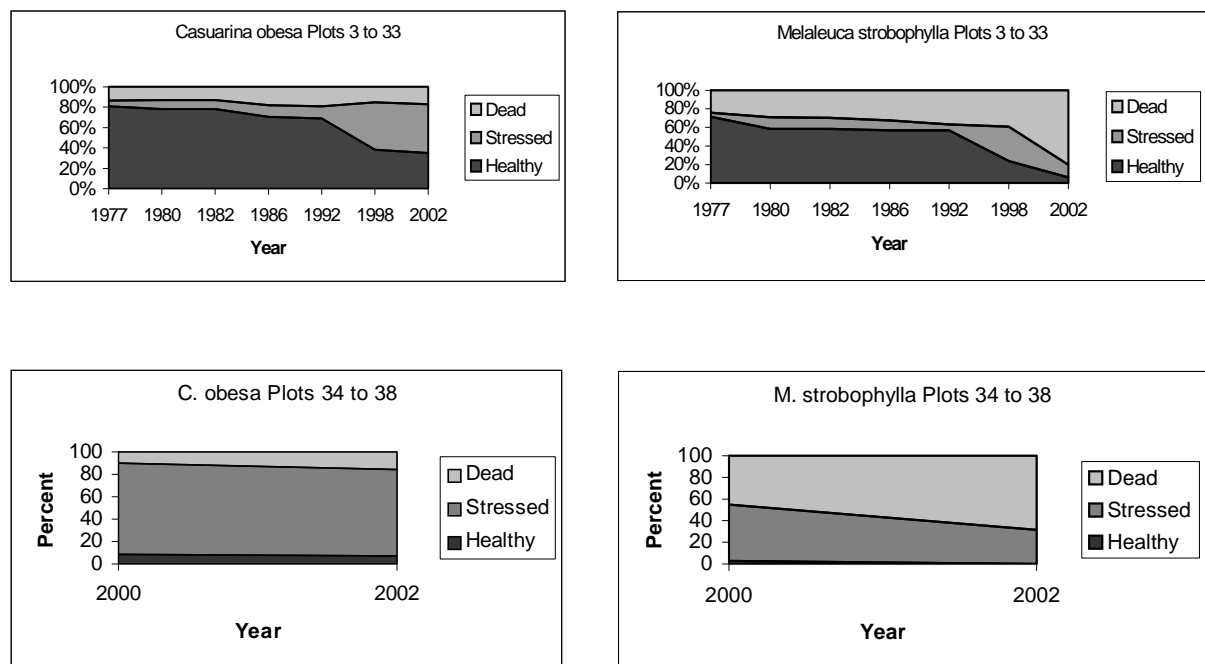 Casuarina obesa Plots 3 to 33
100%
80%
60%
40%
20%
0%
1977 1980 1982 1986 1992 1998 2002
Year
Dead
Stressed
Healthy
Melaleuca strobophylla Plots 3 to 33
100%
80%
60%
40%
20%
0%
1977 1980 1982 1986 1992 1998 2002
Year
Dead
Stressed
Healthy
C. obesa Plots 34 to 38
Percent
100
80
60
40
20
0
2000 2002
Year
Dead
Stressed
Healthy
M. strobophylla Plots 34 to 38
Percent
100
80
60
40
20
0
2000 2002
Year
Dead
Stressed
Healthy